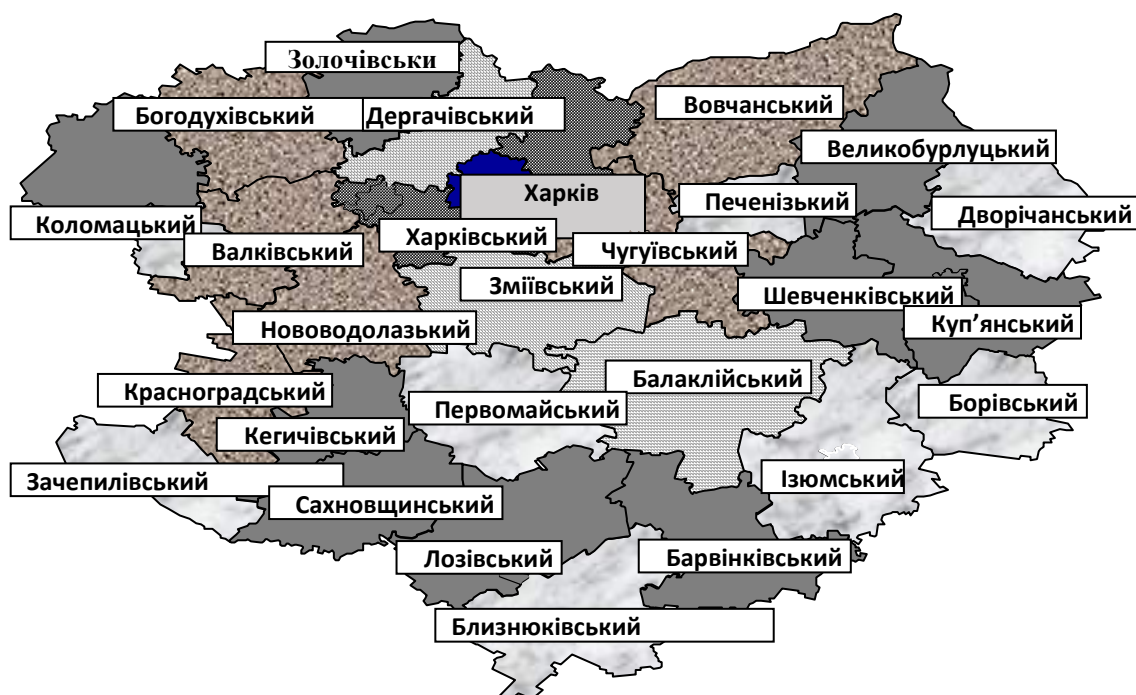 Золочівськи
Богодухівський
Дергачівський
Вовчанський
Великобурлуцький
Харків
Печенізький
Коломацький
Дворічанський
Валківський
Харківський
Чугуївський
Зміївський
Шевченківський
Нововодолазький
Куп’янський
Красноградський
Балаклійський
Первомайський
Борівський
Кегичівський
Зачепилівський
Ізюмський
Сахновщинський
Лозівський
Барвінківський
Близнюківський